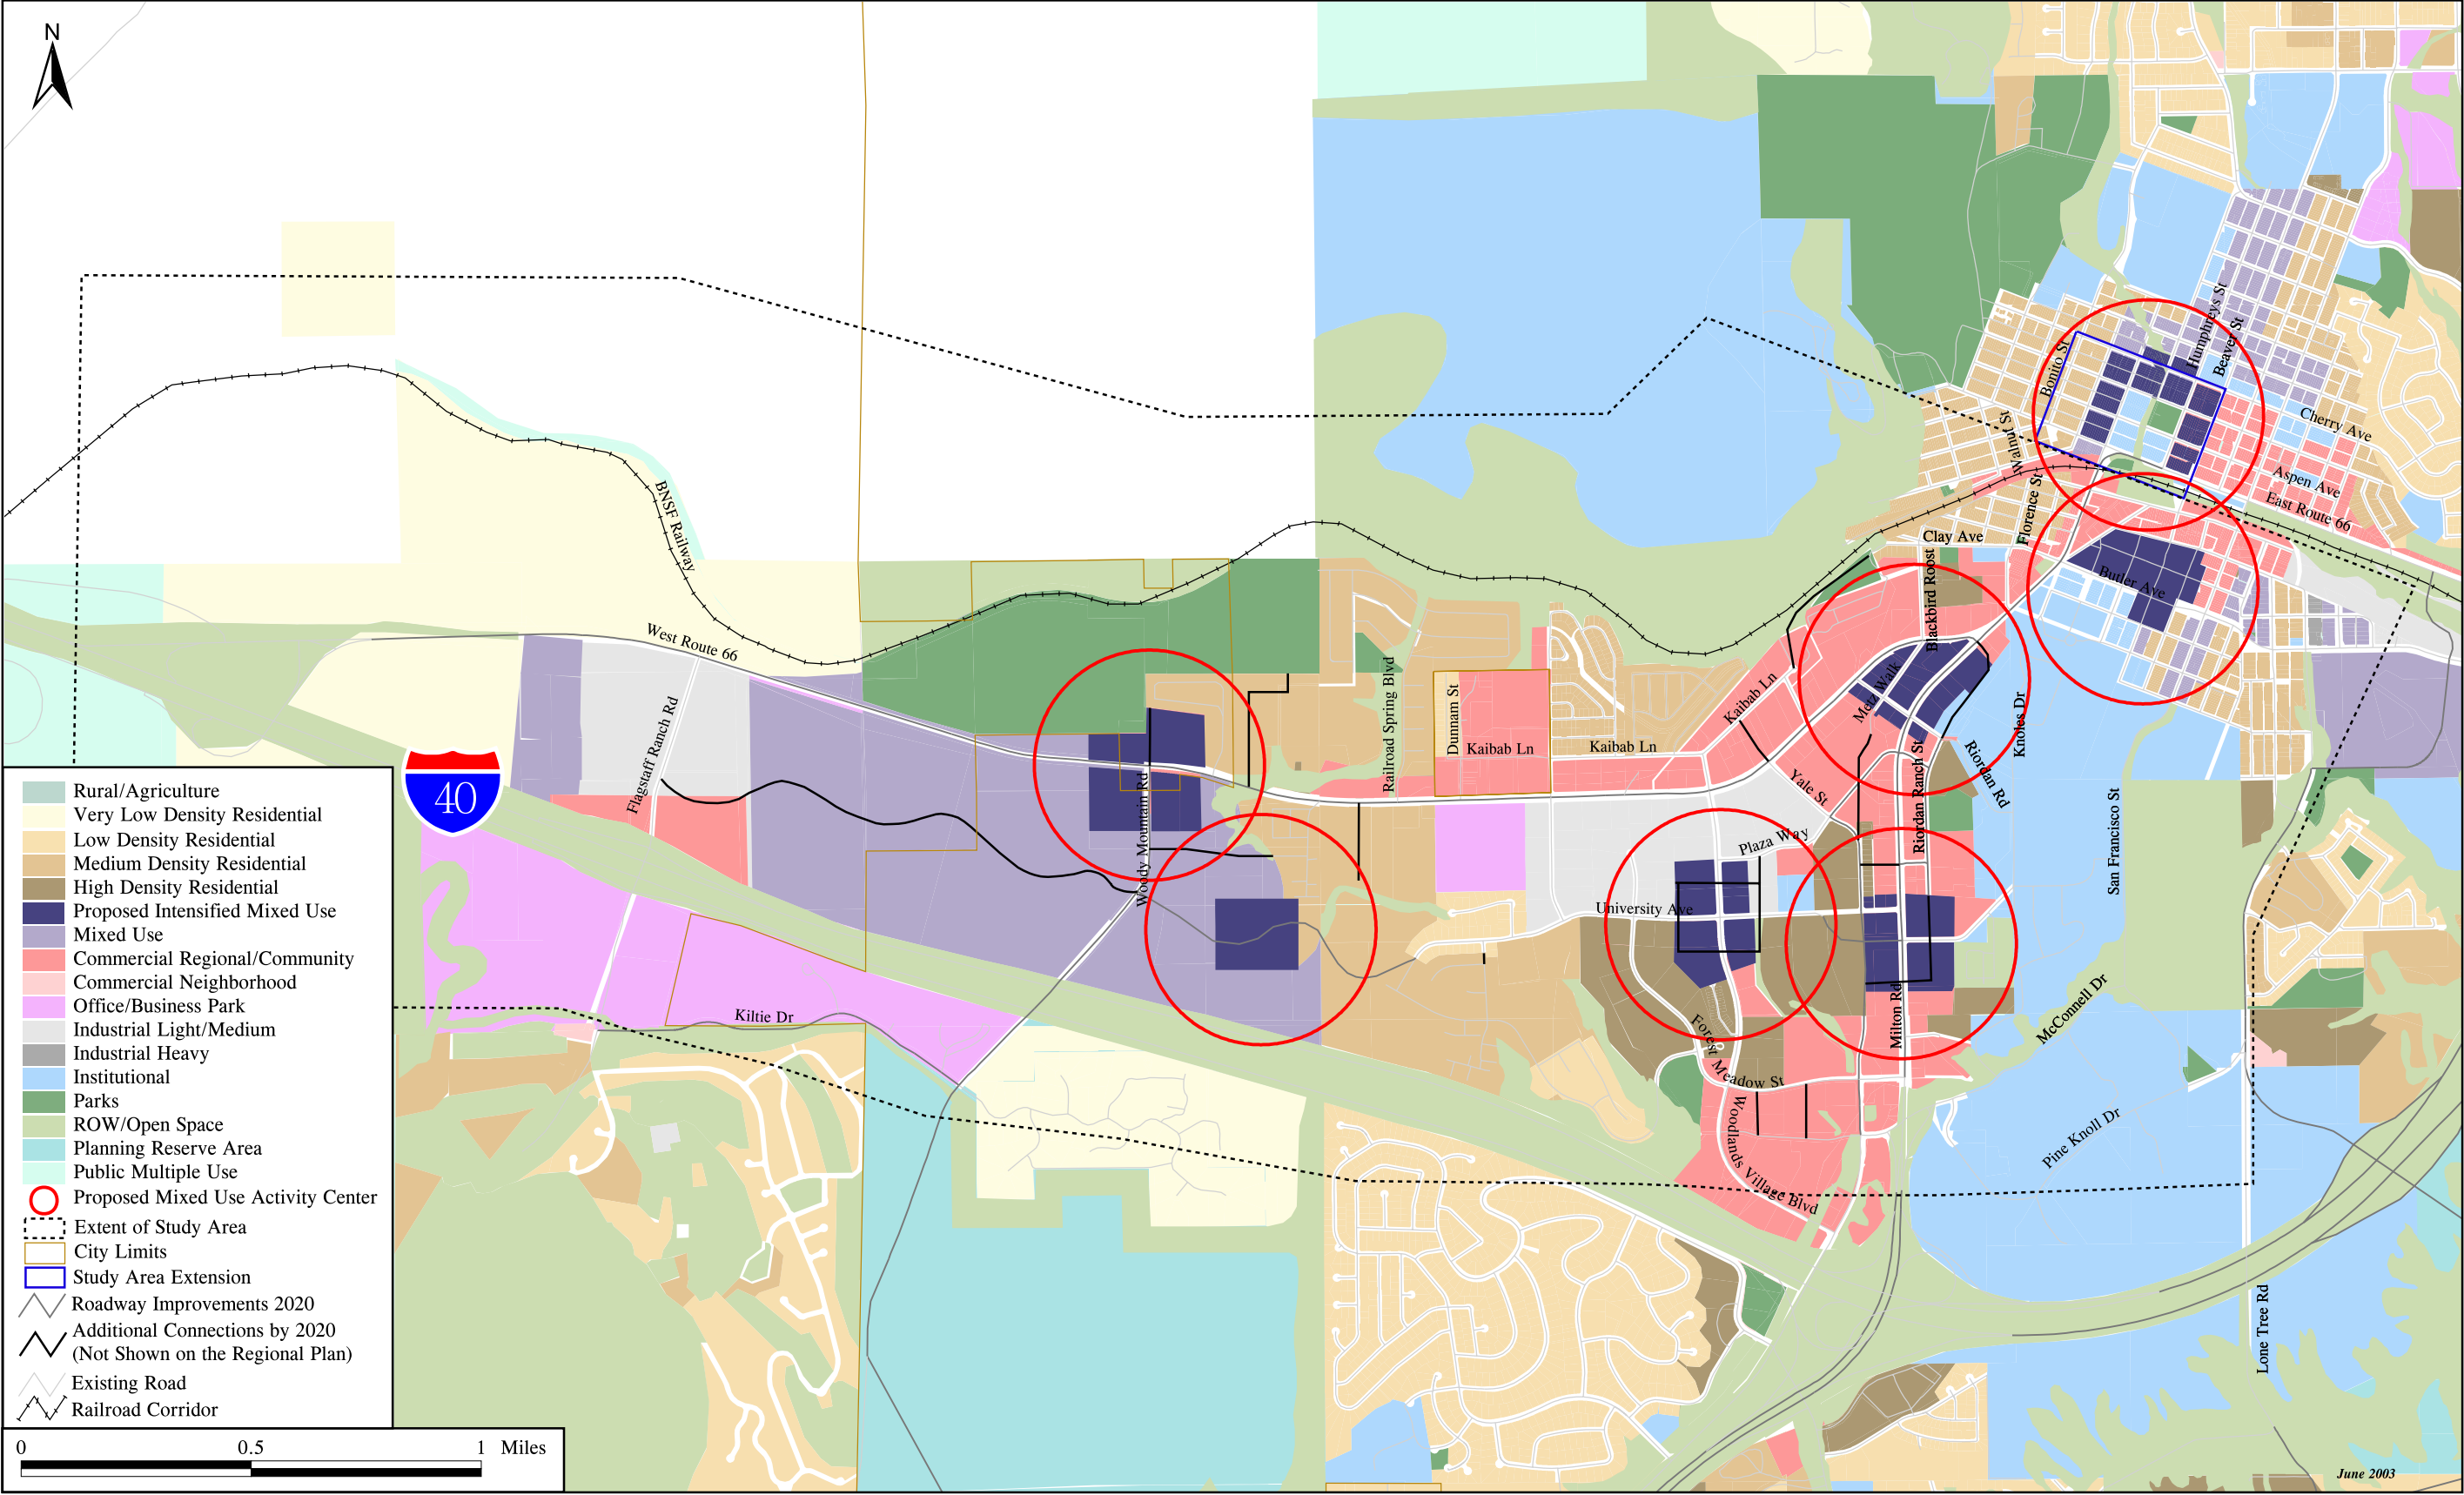 N
Humphreys St
Beaver St
Bonito St
Cherry Ave
Walnut St
Aspen Ave
East Route 66
Florence St
BNSF Railway
Clay Ave
Blackbird Roost
Butler Ave
West Route 66
Flagstaff Ranch Rd
Railroad Spring Blvd
Dunnam St
Kaibab Ln
Kaibab Ln
Kaibab Ln
Metz Walk
Knoles Dr
Riordan Rd
Riordan Ranch St
Yale St
Plaza Way
San Francisco St
Woody Mountain Rd
University Ave
40
Kiltie Dr
Milton Rd
McConnell Dr
Forest Meadow St
Pine Knoll Dr
Woodlands Village Blvd
Lone Tree Rd
Rural/Agriculture
Very Low Density Residential
Low Density Residential
Medium Density Residential
High Density Residential
Proposed Intensified Mixed Use
Mixed Use
Commercial Regional/Community
Commercial Neighborhood
Office/Business Park
Industrial Light/Medium
Industrial Heavy
Institutional
Parks
ROW/Open Space
Planning Reserve Area
Public Multiple Use
Proposed Mixed Use Activity Center
Extent of Study Area
City Limits
Study Area Extension
Roadway Improvements 2020
Additional Connections by 2020
(Not Shown on the Regional Plan)
Existing Road
Railroad Corridor
0 0.5 1 Miles
June 2003